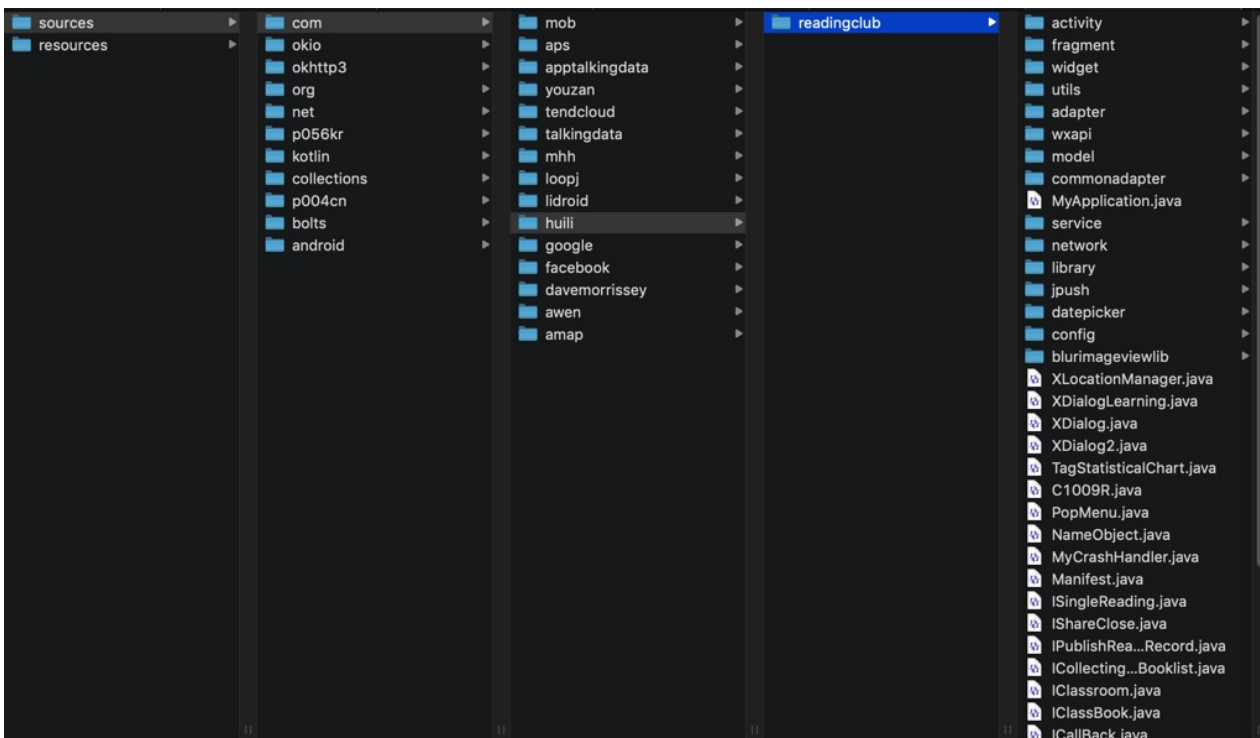 sources
resources
com
okio
okhttp3
org
net
p056kr
kotlin
collections
p004cn
bolts
android
mob
aps
apptalkingdata
youzan
tendcloud
talkingdata
mhh
loopj
lidroid
huili
google
facebook
davemorrissey
awen
amap
readingclub
activity
fragment
widget
utils
adapter
wxapi
model
commonadapter
MyApplication.java
service
network
library
jpush
datepicker
config
blurimageviewlib
XLocationManager.java
XDialogLearning.java
XDialog.java
XDialog2.java
TagStatisticalChart.java
C1009R.java
PopMenu.java
NameObject.java
MyCrashHandler.java
Manifest.java
ISingleReading.java
IShareClose.java
IPublishRea...Record.java
ICollecting...Booklist.java
IClassroom.java
IClassBook.java
ICallBack.java